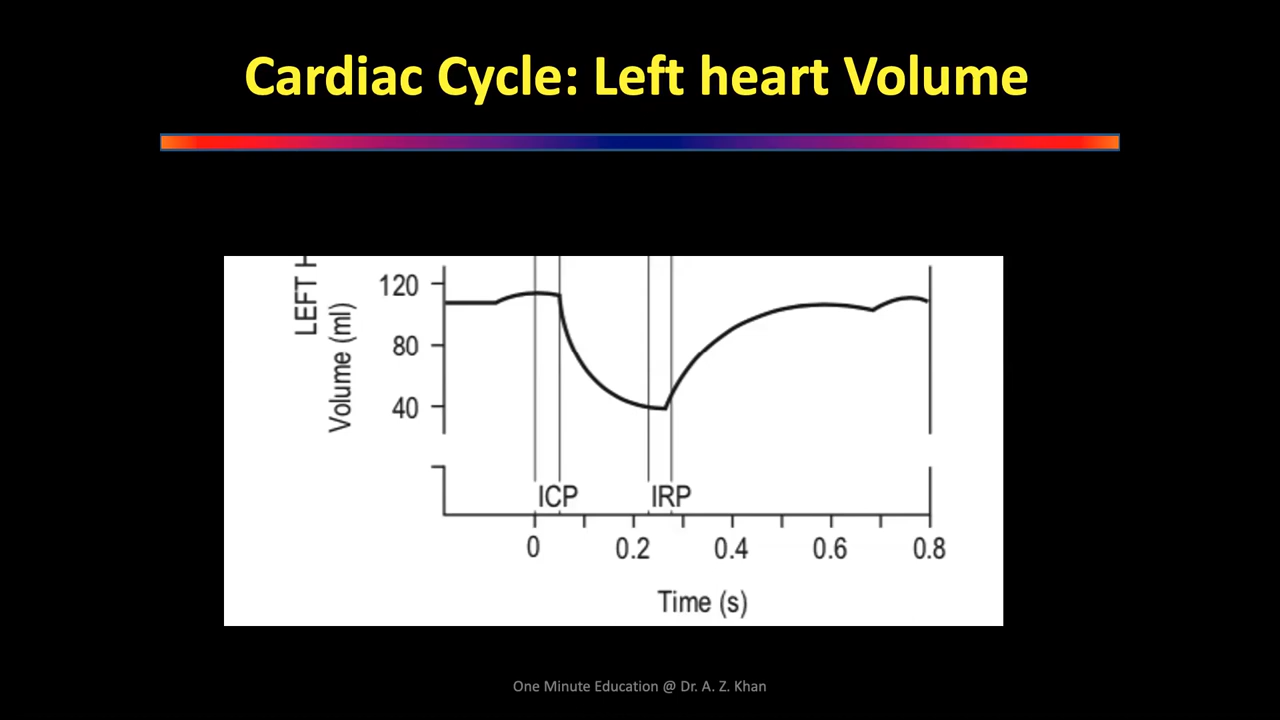 Cardiac Cycle: Left heart Volume
LEFT H
Volume (ml)
120
80
40
ICP
IRP
0 0.2 0.4 0.6 0.8
Time (s)
One Minute Education @ Dr. A. Z. Khan